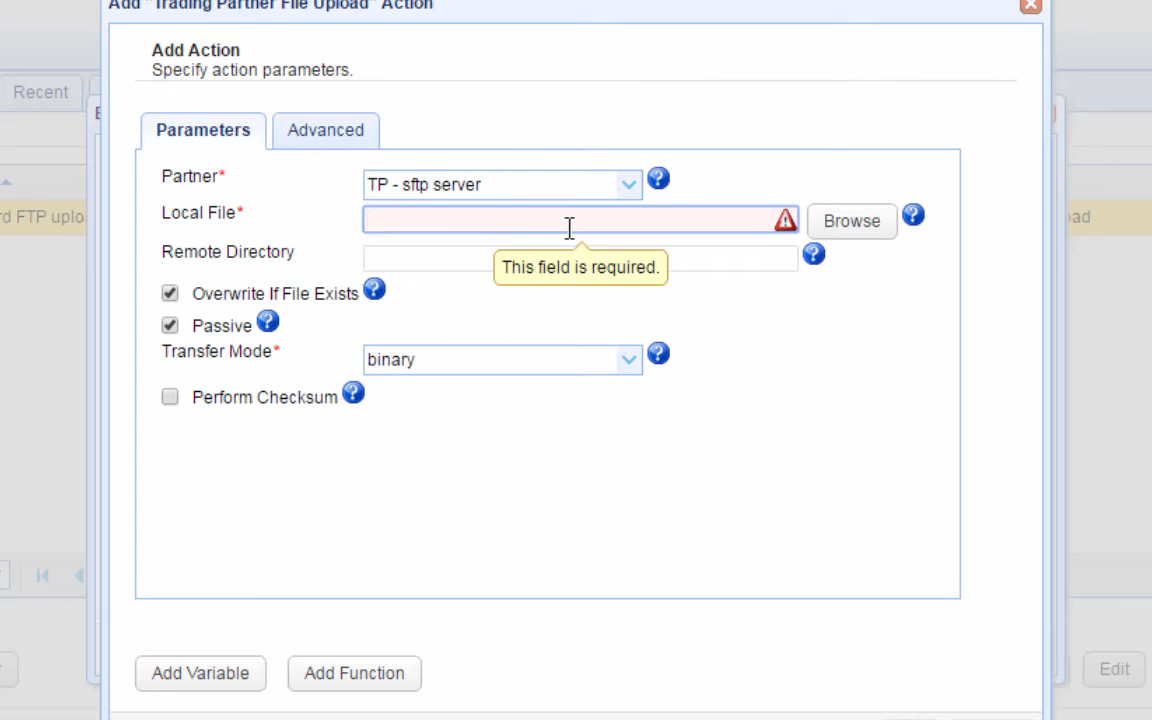 Add "Trading Partner File Upload" Action
Add Action
Specify action parameters.
Recent
Parameters
Advanced
Partner*
TP - sftp server
Local File*
Browse
rd FTP uplo
ad
Remote Directory
This field is required.
Overwrite If File Exists
Passive
Transfer Mode*
binary
Perform Checksum
Add Variable
Add Function
Edit